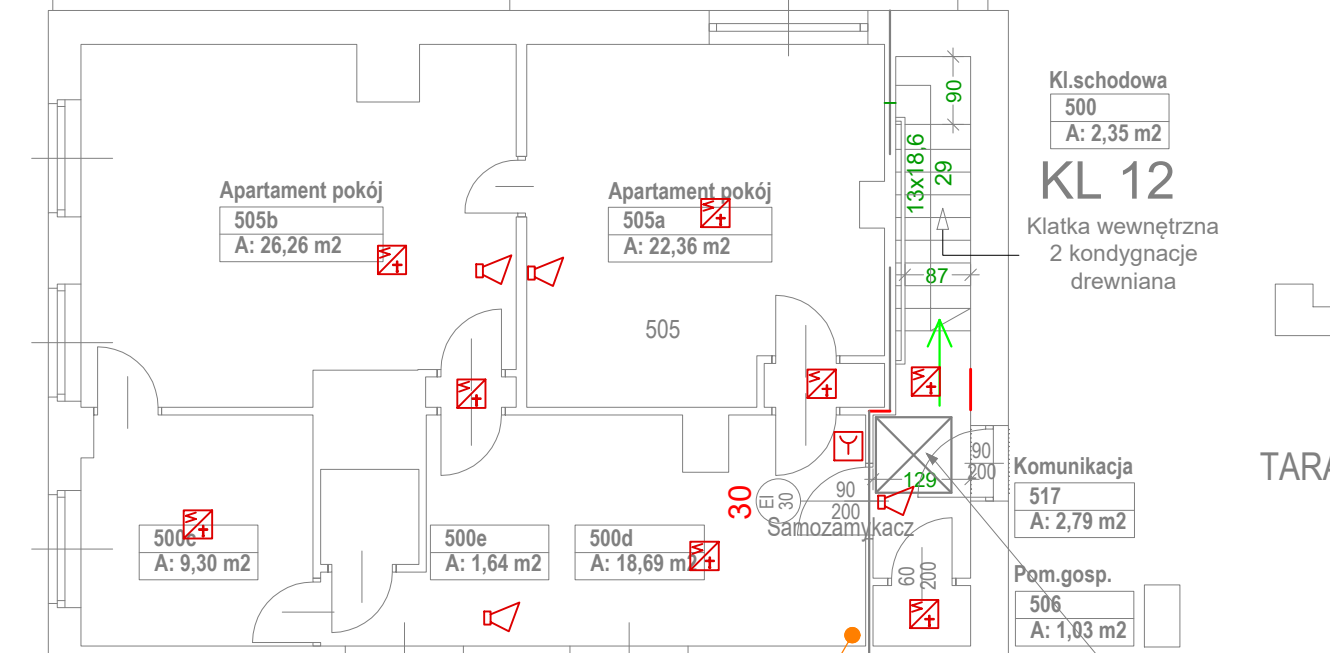 Kl.schodowa
500
A: 2,35 m2
KL 12
Klatka wewnętrzna
2 kondygnacje
drewniana
90
13x18,6
29
87
Apartament pokój
505b
A: 26,26 m2
Apartament pokój
505a
A: 22,36 m2
505
TARA
500c
A: 9,30 m2
500e
A: 1,64 m2
500d
A: 18,69 m2
30
EI
30
90
200
Samozamykacz
129
90
200
Komunikacja
517
A: 2,79 m2
60
200
Pom.gosp.
506
A: 1,03 m2